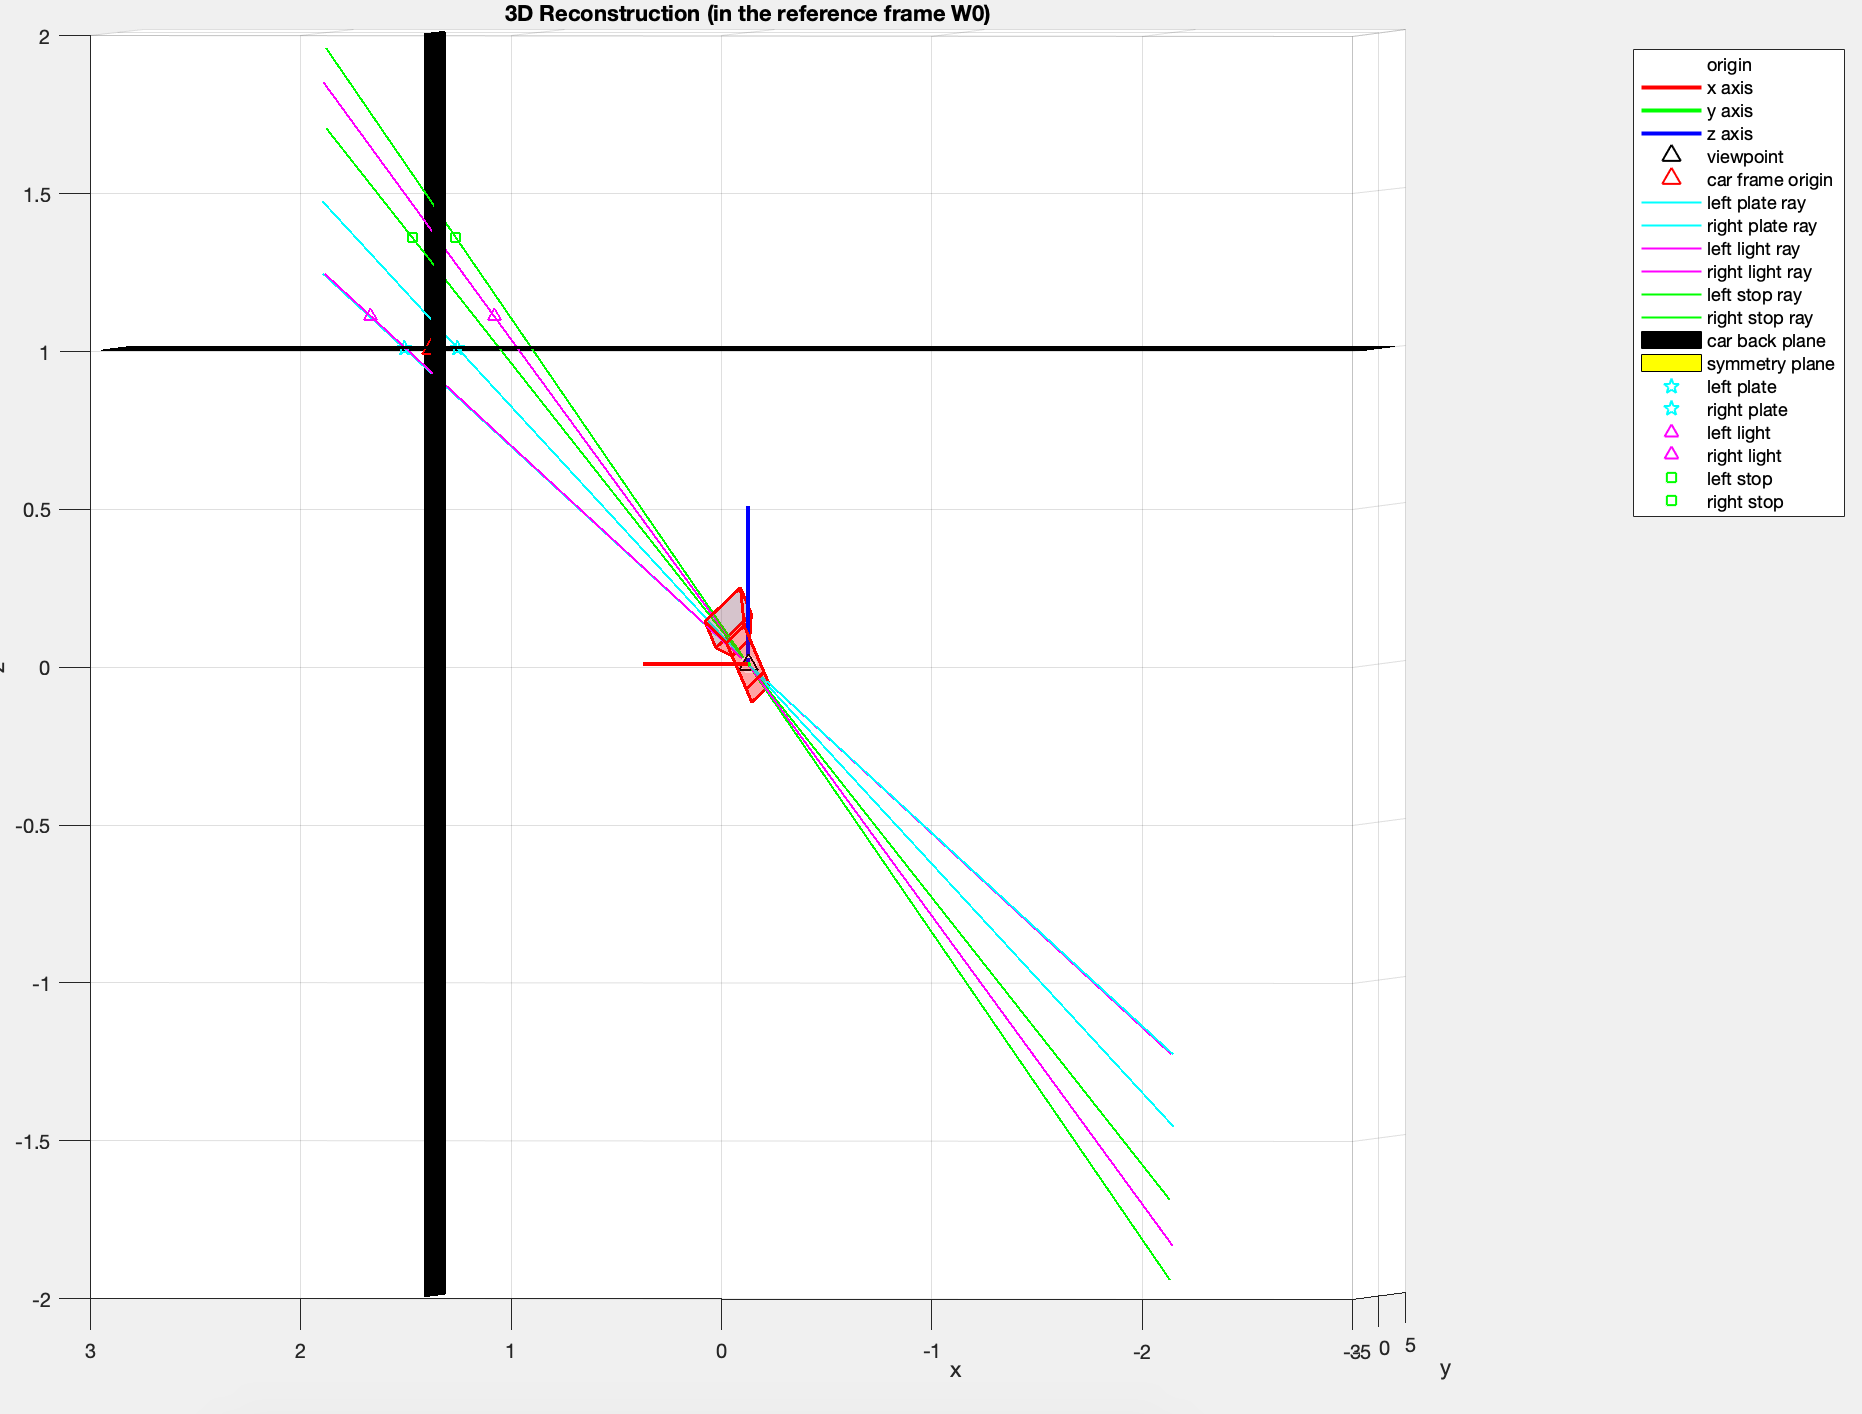 3D Reconstruction (in the reference frame W0)
2
1.5
1
0.5
0
-0.5
-1
-1.5
-2
3
2
1
0
-1
-2
-3
-5
0
5
x
y
origin
x axis
y axis
z axis
viewpoint
car frame origin
left plate ray
right plate ray
left light ray
right light ray
left stop ray
right stop ray
car back plane
symmetry plane
left plate
right plate
left light
right light
left stop
right stop